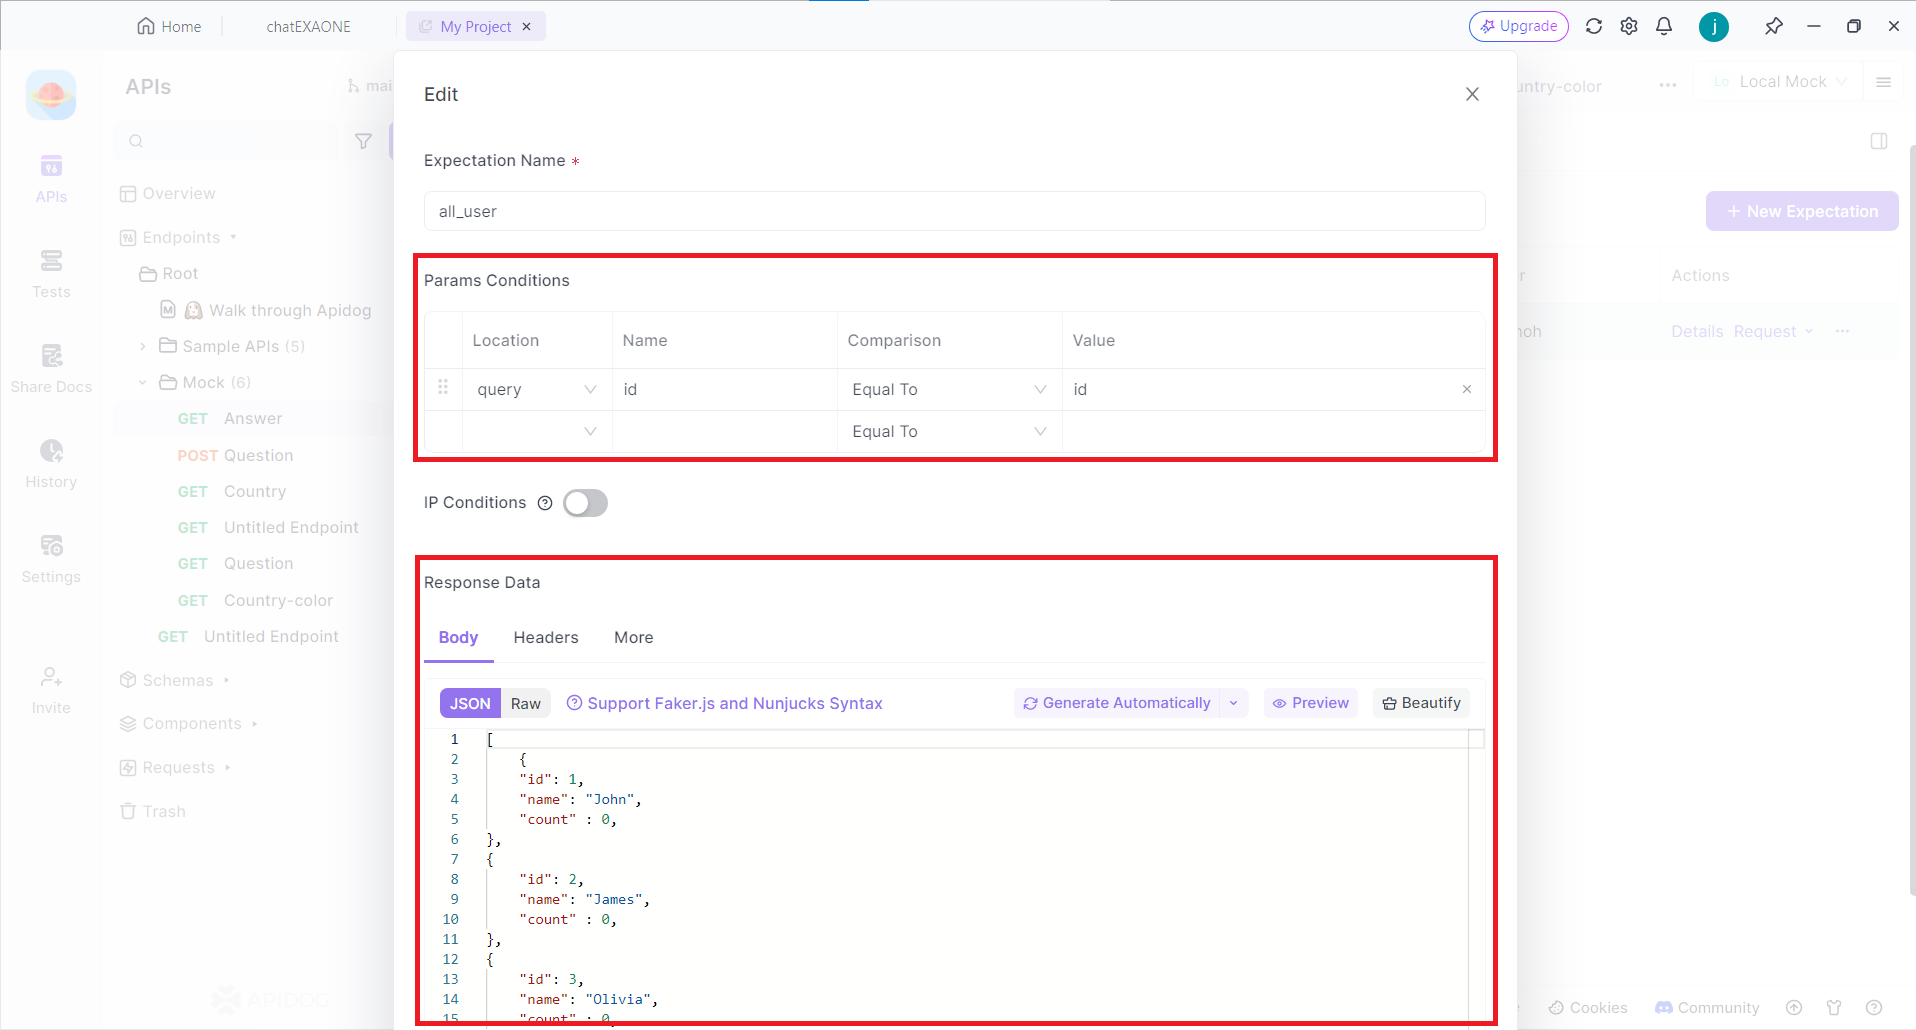 Home
chatEXAONE
My Project
Upgrade
j
APIs
mai
Edit
untry-color
Lo Local Mock
Expectation Name *
APIs
Overview
all_user
+ New Expectation
Endpoints
Root
Params Conditions
r
Actions
Tests
Walk through Apidog
Location Name Comparison Value
noh
Details Request
Sample APIs (5)
Share Docs
Mock (6)
query id Equal To id
GET Answer
Equal To
POST Question
History
GET Country
IP Conditions
GET Untitled Endpoint
GET Question
Settings
Response Data
GET Country-color
GET Untitled Endpoint
Body Headers More
Schemas
Invite
JSON Raw Support Faker.js and Nunjucks Syntax Generate Automatically Preview Beautify
Components
1 [
2 {
Requests
3 "id": 1,
4 "name": "John",
Trash
5 "count" : 0,
6 },
7 {
8 "id": 2,
9 "name": "James",
10 "count" : 0,
11 },
12 {
13 "id": 3,
14 "name": "Olivia",
15 "count" : 0,
APIDOG
Cookies
Community